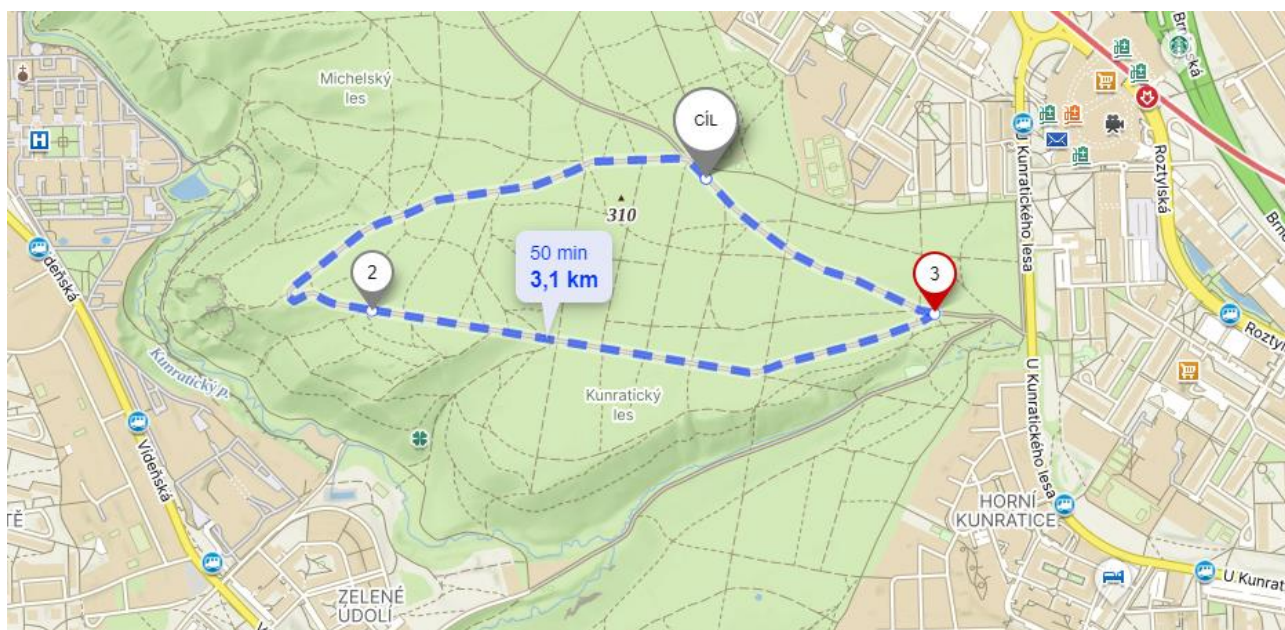 Michelský
les
CÍL
310
2
50 min
3,1 km
3
Kunratický
les
Kunratický p.
Vídeňská
U Kunratického lesa
Roztylská
U Kunratického lesa
HORNÍ
KUNRATICE
ZELENÉ
ÚDOLÍ
H
U Kunrat